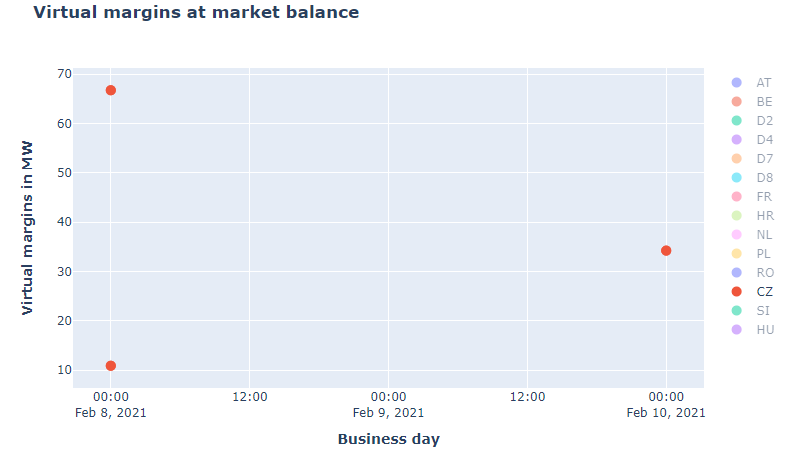 Virtual margins at market balance
70
60
50
40
30
20
10
Virtual margins in MW
00:00
Feb 8, 2021
12:00
00:00
Feb 9, 2021
12:00
00:00
Feb 10, 2021
Business day
AT
BE
D2
D4
D7
D8
FR
HR
NL
PL
RO
CZ
SI
HU